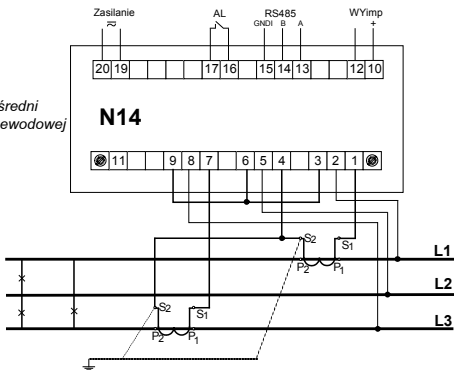 Zasilanie AL RS485 WYimp
GNDI B A +
20 19 17 16 15 14 13 12 10
średni
ewodowej
N14
11 9 8 7 6 5 4 3 2 1
S2 S1
L1
P2 P1
L2
S2 S1
L3
P2 P1